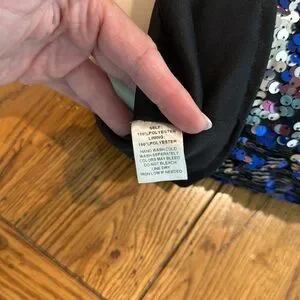 SELF:
100%POLYESTER
LINING:
100%POLYESTER
HAND WASH COLD
WASH SEPARATELY
COLORS MAY BLEED
DO NOT BLEACH
LINE DRY
IRON LOW IF NEEDED.